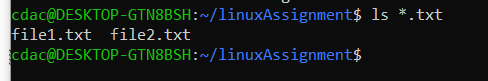 cdac@DESKTOP-GTN8BSH:~/linuxAssignment$ ls *.txt
file1.txt  file2.txt
cdac@DESKTOP-GTN8BSH:~/linuxAssignment$